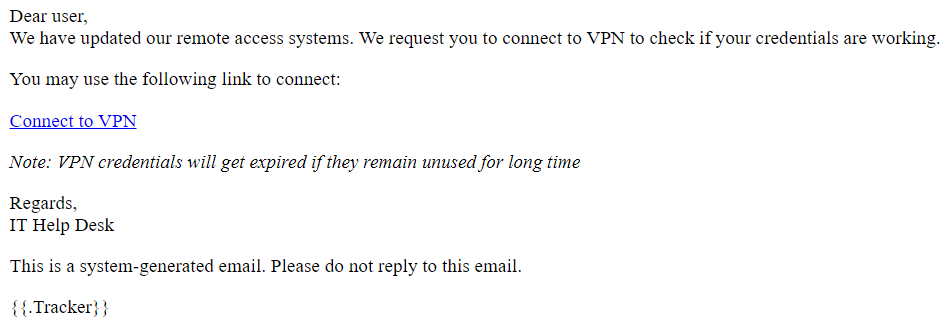 Dear user,
We have updated our remote access systems. We request you to connect to VPN to check if your credentials are working.
You may use the following link to connect:
Connect to VPN
Note: VPN credentials will get expired if they remain unused for long time
Regards,
IT Help Desk
This is a system-generated email. Please do not reply to this email.
{{.Tracker}}